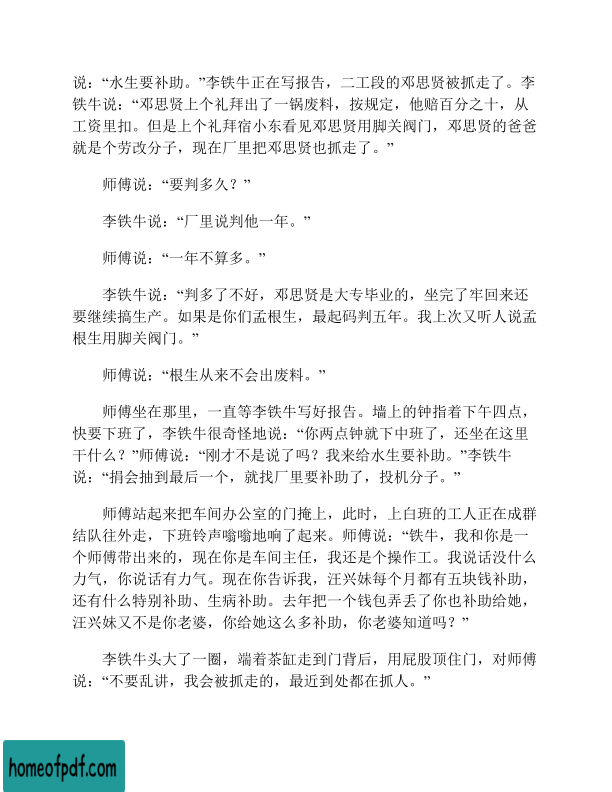 说：“水生要补助。”李铁牛正在写报告，二工段的邓思贤被抓走了。李
铁牛说：“邓思贤上个礼拜出了一锅废料，按规定，他赔百分之十，从
工资里扣。但是上个礼拜宿小东看见邓思贤用脚关阀门，邓思贤的爸爸
就是个劳改分子，现在厂里把邓思贤也抓走了。”
师傅说：“要判多久？”
李铁牛说：“厂里说判他一年。”
师傅说：“一年不算多。”
李铁牛说：“判多了不好，邓思贤是大专毕业的，坐完了牢回来还
要继续搞生产。如果是你们孟根生，最起码判五年。我上次又听人说孟
根生用脚关阀门。”
师傅说：“根生从来不会出废料。”
师傅坐在那里，一直等李铁牛写好报告。墙上的钟指着下午四点，
快要下班了，李铁牛很奇怪地说：“你两点钟就下中班了，还坐在这里
干什么？”师傅说：“刚才不是说了吗？我来给水生要补助。”李铁牛
说：“捐会抽到最后一个，就找厂里要补助了，投机分子。”
师傅站起来把车间办公室的门掩上，此时，上白班的工人正在成群
结队往外走，下班铃声嗡嗡地响了起来。师傅说：“铁牛，我和你是一
个师傅带出来的，现在你是车间主任，我还是个操作工。我说话没什么
力气，你说话有力气。现在你告诉我，汪兴妹每个月都有五块钱补助，
还有什么特别补助、生病补助。去年把一个钱包弄丢了你也补助给她，
汪兴妹又不是你老婆，你给她这么多补助，你老婆知道吗？”
李铁牛头大了一圈，端着茶缸走到门背后，用屁股顶住门，对师傅
说：“不要乱讲，我会被抓走的，最近到处都在抓人。”
homeofpdf.com